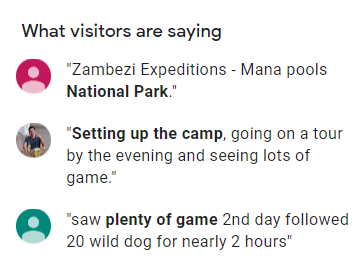 What visitors are saying
"Zambezi Expeditions - Mana pools
National Park."
"Setting up the camp, going on a tour
by the evening and seeing lots of
game."
"saw plenty of game 2nd day followed
20 wild dog for nearly 2 hours"